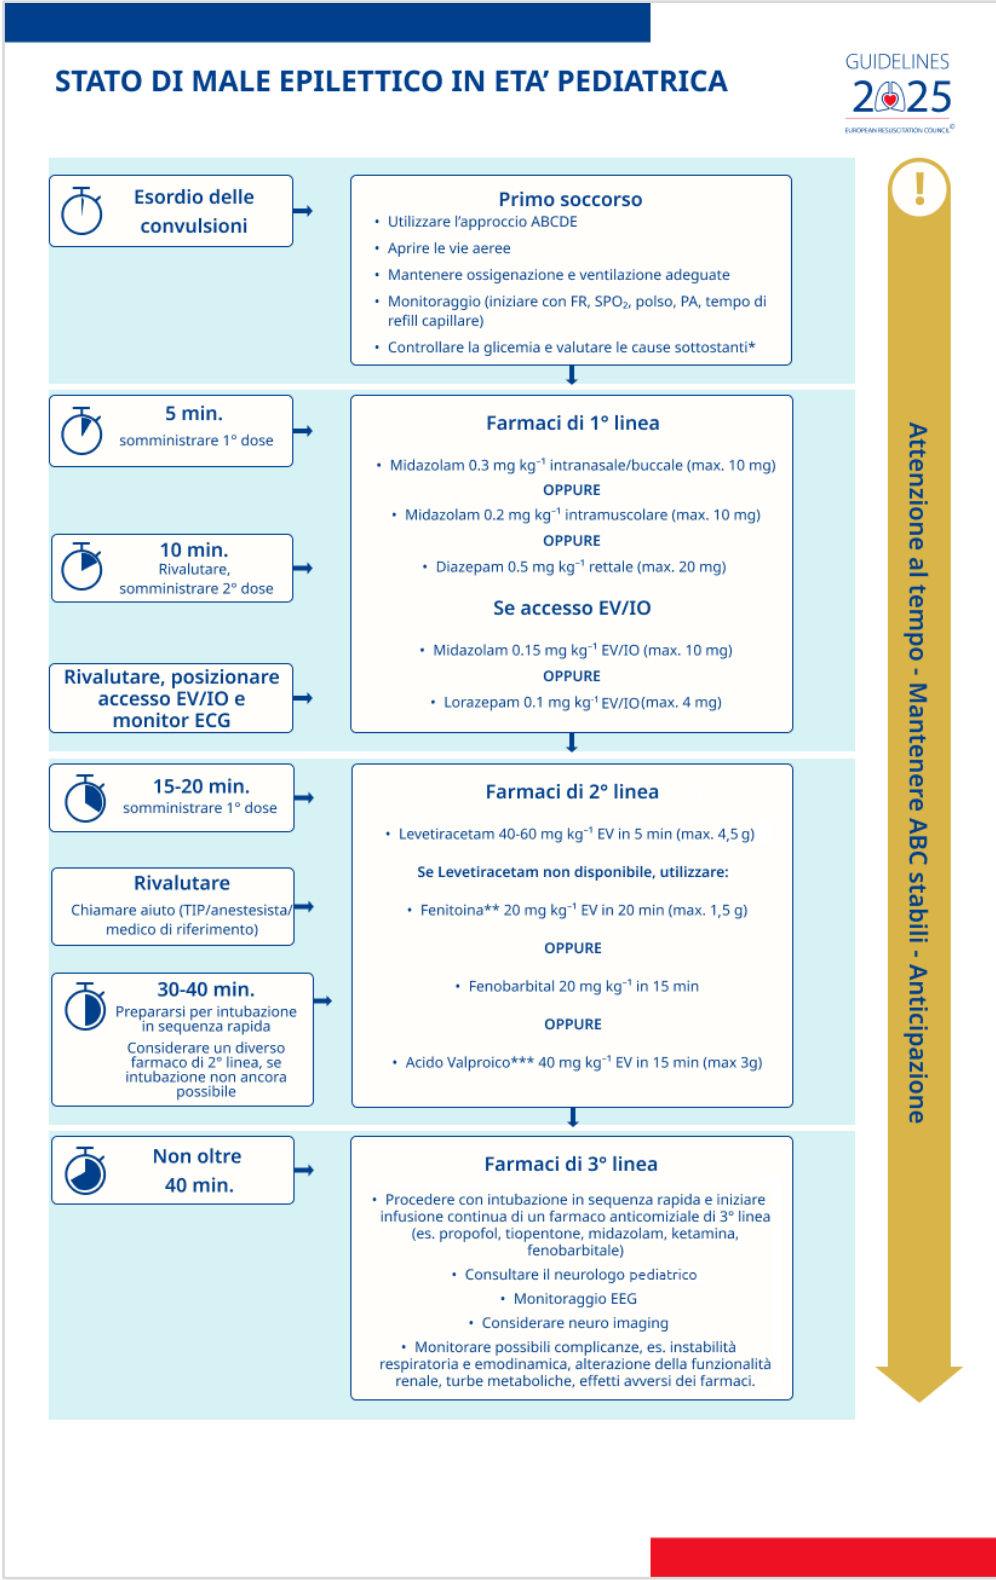 STATO DI MALE EPILETTICO IN ETA’ PEDIATRICA
GUIDELINES
2025
EUROPEAN RESUSCITATION COUNCIL©
Esordio delle
convulsioni
Primo soccorso
• Utilizzare l’approccio ABCDE
• Aprire le vie aeree
• Mantenere ossigenazione e ventilazione adeguate
• Monitoraggio (iniziare con FR, SPO₂, polso, PA, tempo di
refill capillare)
• Controllare la glicemia e valutare le cause sottostanti*
5 min.
somministrare 1° dose
10 min.
Rivalutare,
somministrare 2° dose
Rivalutare, posizionare
accesso EV/IO e
monitor ECG
Farmaci di 1° linea
• Midazolam 0.3 mg kg⁻¹ intranasale/buccale (max. 10 mg)
OPPURE
• Midazolam 0.2 mg kg⁻¹ intramuscolare (max. 10 mg)
OPPURE
• Diazepam 0.5 mg kg⁻¹ rettale (max. 20 mg)
Se accesso EV/IO
• Midazolam 0.15 mg kg⁻¹ EV/IO (max. 10 mg)
OPPURE
• Lorazepam 0.1 mg kg⁻¹ EV/IO(max. 4 mg)
15-20 min.
somministrare 1° dose
Rivalutare
Chiamare aiuto (TIP/anestesista/
medico di riferimento)
30-40 min.
Prepararsi per intubazione
in sequenza rapida
Considerare un diverso
farmaco di 2° linea, se
intubazione non ancora
possibile
Farmaci di 2° linea
• Levetiracetam 40-60 mg kg⁻¹ EV in 5 min (max. 4,5 g)
Se Levetiracetam non disponibile, utilizzare:
• Fenitoina** 20 mg kg⁻¹ EV in 20 min (max. 1,5 g)
OPPURE
• Fenobarbital 20 mg kg⁻¹ in 15 min
OPPURE
• Acido Valproico*** 40 mg kg⁻¹ EV in 15 min (max 3g)
Non oltre
40 min.
Farmaci di 3° linea
• Procedere con intubazione in sequenza rapida e iniziare
infusione continua di un farmaco anticomiziale di 3° linea
(es. propofol, tiopentone, midazolam, ketamina,
fenobarbitale)
• Consultare il neurologo pediatrico
• Monitoraggio EEG
• Considerare neuro imaging
• Monitorare possibili complicanze, es. instabilità
respiratoria e emodinamica, alterazione della funzionalità
renale, turbe metaboliche, effetti avversi dei farmaci.
!
Attenzione al tempo - Mantenere ABC stabili - Anticipazione